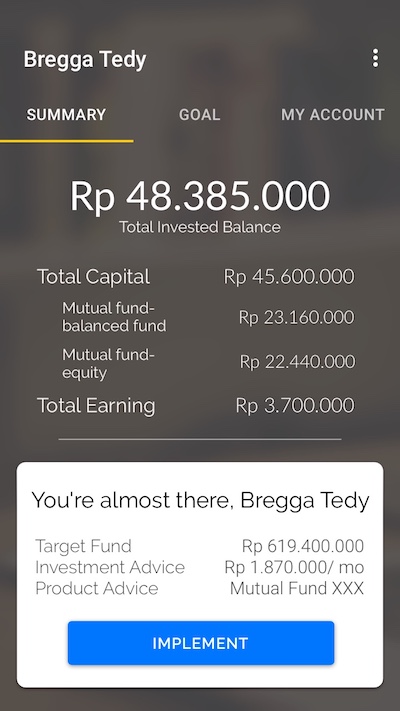 Bregga Tedy
SUMMARY GOAL MY ACCOUNT
Rp 48.385.000
Total Invested Balance
Total Capital Rp 45.600.000
Mutual fund-
balanced fund Rp 23.160.000
Mutual fund-
equity Rp 22.440.000
Total Earning Rp 3.700.000
You're almost there, Bregga Tedy
Target Fund Rp 619.400.000
Investment Advice Rp 1.870.000/ mo
Product Advice Mutual Fund XXX
IMPLEMENT